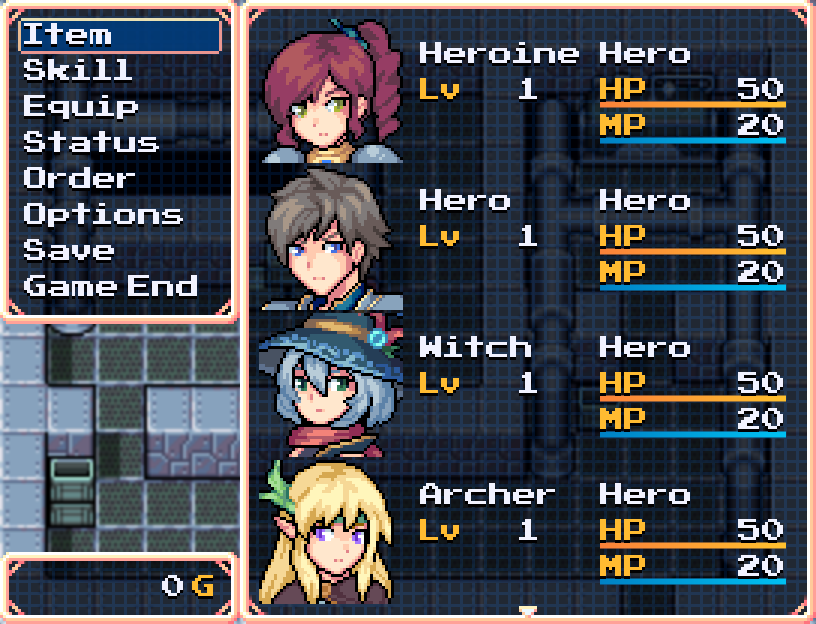 Item
Skill
Equip
Status
Order
Options
Save
Game End
0 G
Heroine Hero
Lv 1 HP 50
MP 20
Hero Hero
Lv 1 HP 50
MP 20
Witch Hero
Lv 1 HP 50
MP 20
Archer Hero
Lv 1 HP 50
MP 20